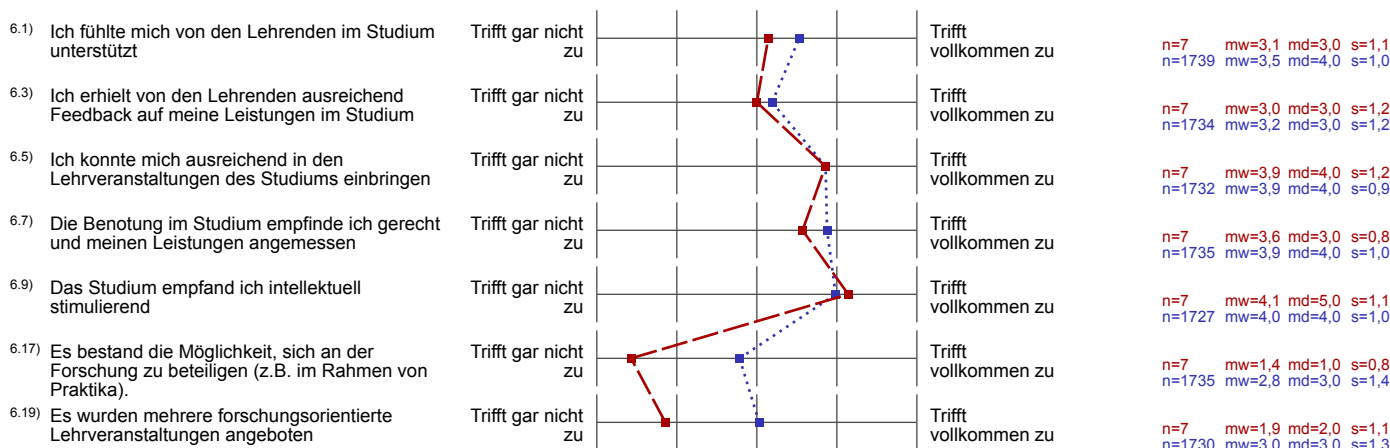 6.1) Ich fühlte mich von den Lehrenden im Studium
unterstützt
Trifft gar nicht
zu
Trifft
vollkommen zu
n=7 mw=3,1 md=3,0 s=1,1
n=1739 mw=3,5 md=4,0 s=1,0
6.3) Ich erhielt von den Lehrenden ausreichend
Feedback auf meine Leistungen im Studium
Trifft gar nicht
zu
Trifft
vollkommen zu
n=7 mw=3,0 md=3,0 s=1,2
n=1734 mw=3,2 md=3,0 s=1,2
6.5) Ich konnte mich ausreichend in den
Lehrveranstaltungen des Studiums einbringen
Trifft gar nicht
zu
Trifft
vollkommen zu
n=7 mw=3,9 md=4,0 s=1,2
n=1732 mw=3,9 md=4,0 s=0,9
6.7) Die Benotung im Studium empfinde ich gerecht
und meinen Leistungen angemessen
Trifft gar nicht
zu
Trifft
vollkommen zu
n=7 mw=3,6 md=3,0 s=0,8
n=1735 mw=3,9 md=4,0 s=1,0
6.9) Das Studium empfand ich intellektuell
stimulierend
Trifft gar nicht
zu
Trifft
vollkommen zu
n=7 mw=4,1 md=5,0 s=1,1
n=1727 mw=4,0 md=4,0 s=1,0
6.17) Es bestand die Möglichkeit, sich an der
Forschung zu beteiligen (z.B. im Rahmen von
Praktika).
Trifft gar nicht
zu
Trifft
vollkommen zu
n=7 mw=1,4 md=1,0 s=0,8
n=1735 mw=2,8 md=3,0 s=1,4
6.19) Es wurden mehrere forschungsorientierte
Lehrveranstaltungen angeboten
Trifft gar nicht
zu
Trifft
vollkommen zu
n=7 mw=1,9 md=2,0 s=1,1
n=1730 mw=3,0 md=3,0 s=1,3